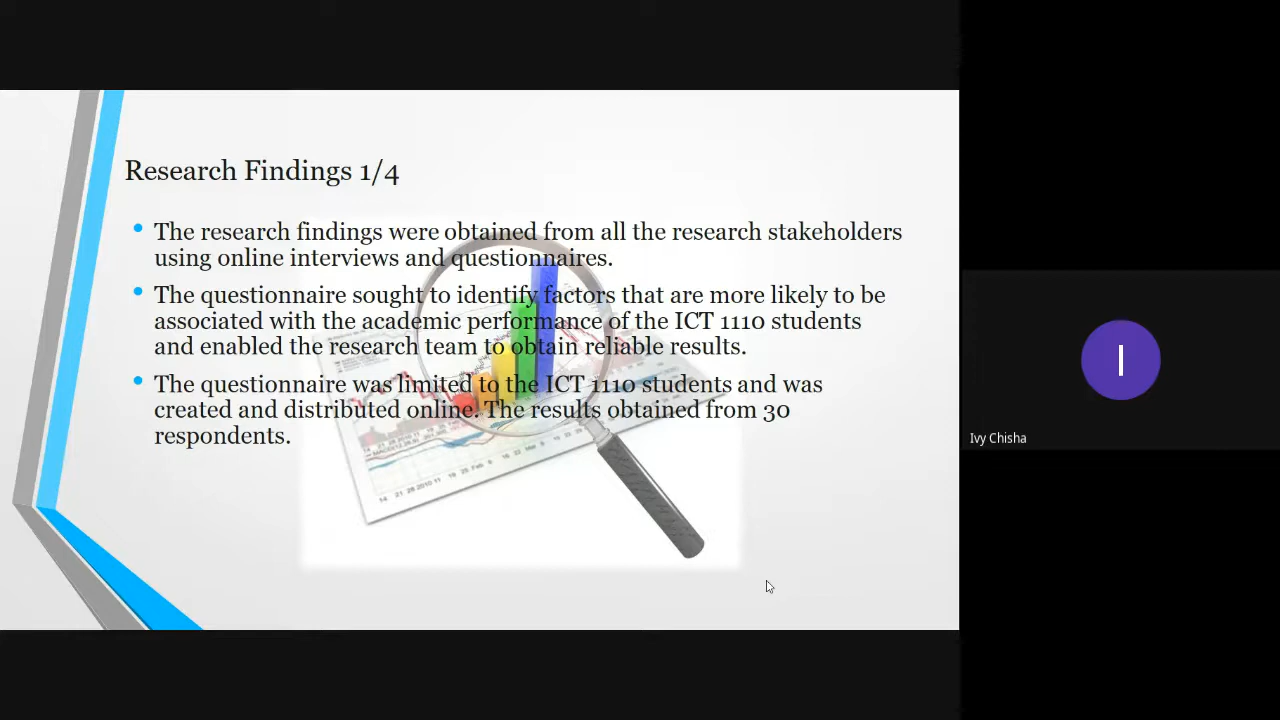 Research Findings 1/4
The research findings were obtained from all the research stakeholders
using online interviews and questionnaires.
The questionnaire sought to identify factors that are more likely to be
associated with the academic performance of the ICT 1110 students
and enabled the research team to obtain reliable results.
The questionnaire was limited to the ICT 1110 students and was
created and distributed online. The results obtained from 30
respondents.
I
Ivy Chisha